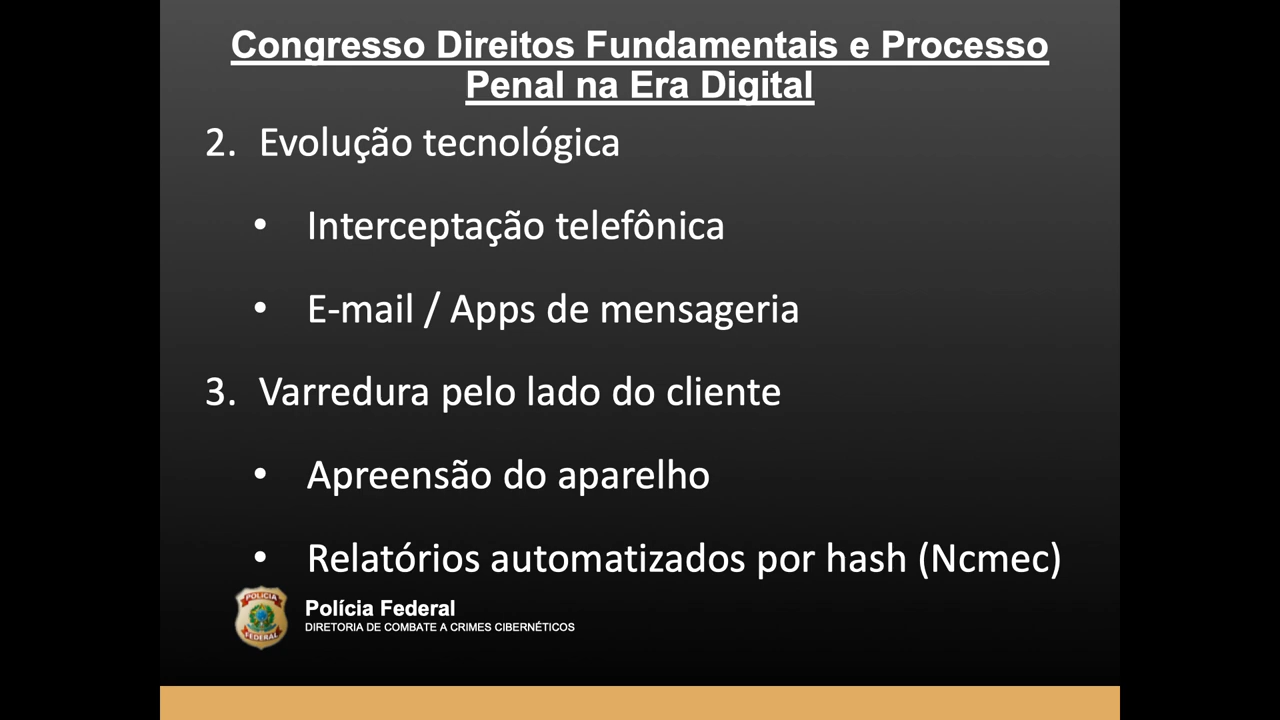 Congresso Direitos Fundamentais e Processo
Penal na Era Digital
2. Evolução tecnológica
• Interceptação telefônica
• E-mail / Apps de mensageria
3. Varredura pelo lado do cliente
• Apreensão do aparelho
• Relatórios automatizados por hash (Ncmec)
POLÍCIA
FEDERAL
Polícia Federal
DIRETORIA DE COMBATE A CRIMES CIBERNÉTICOS